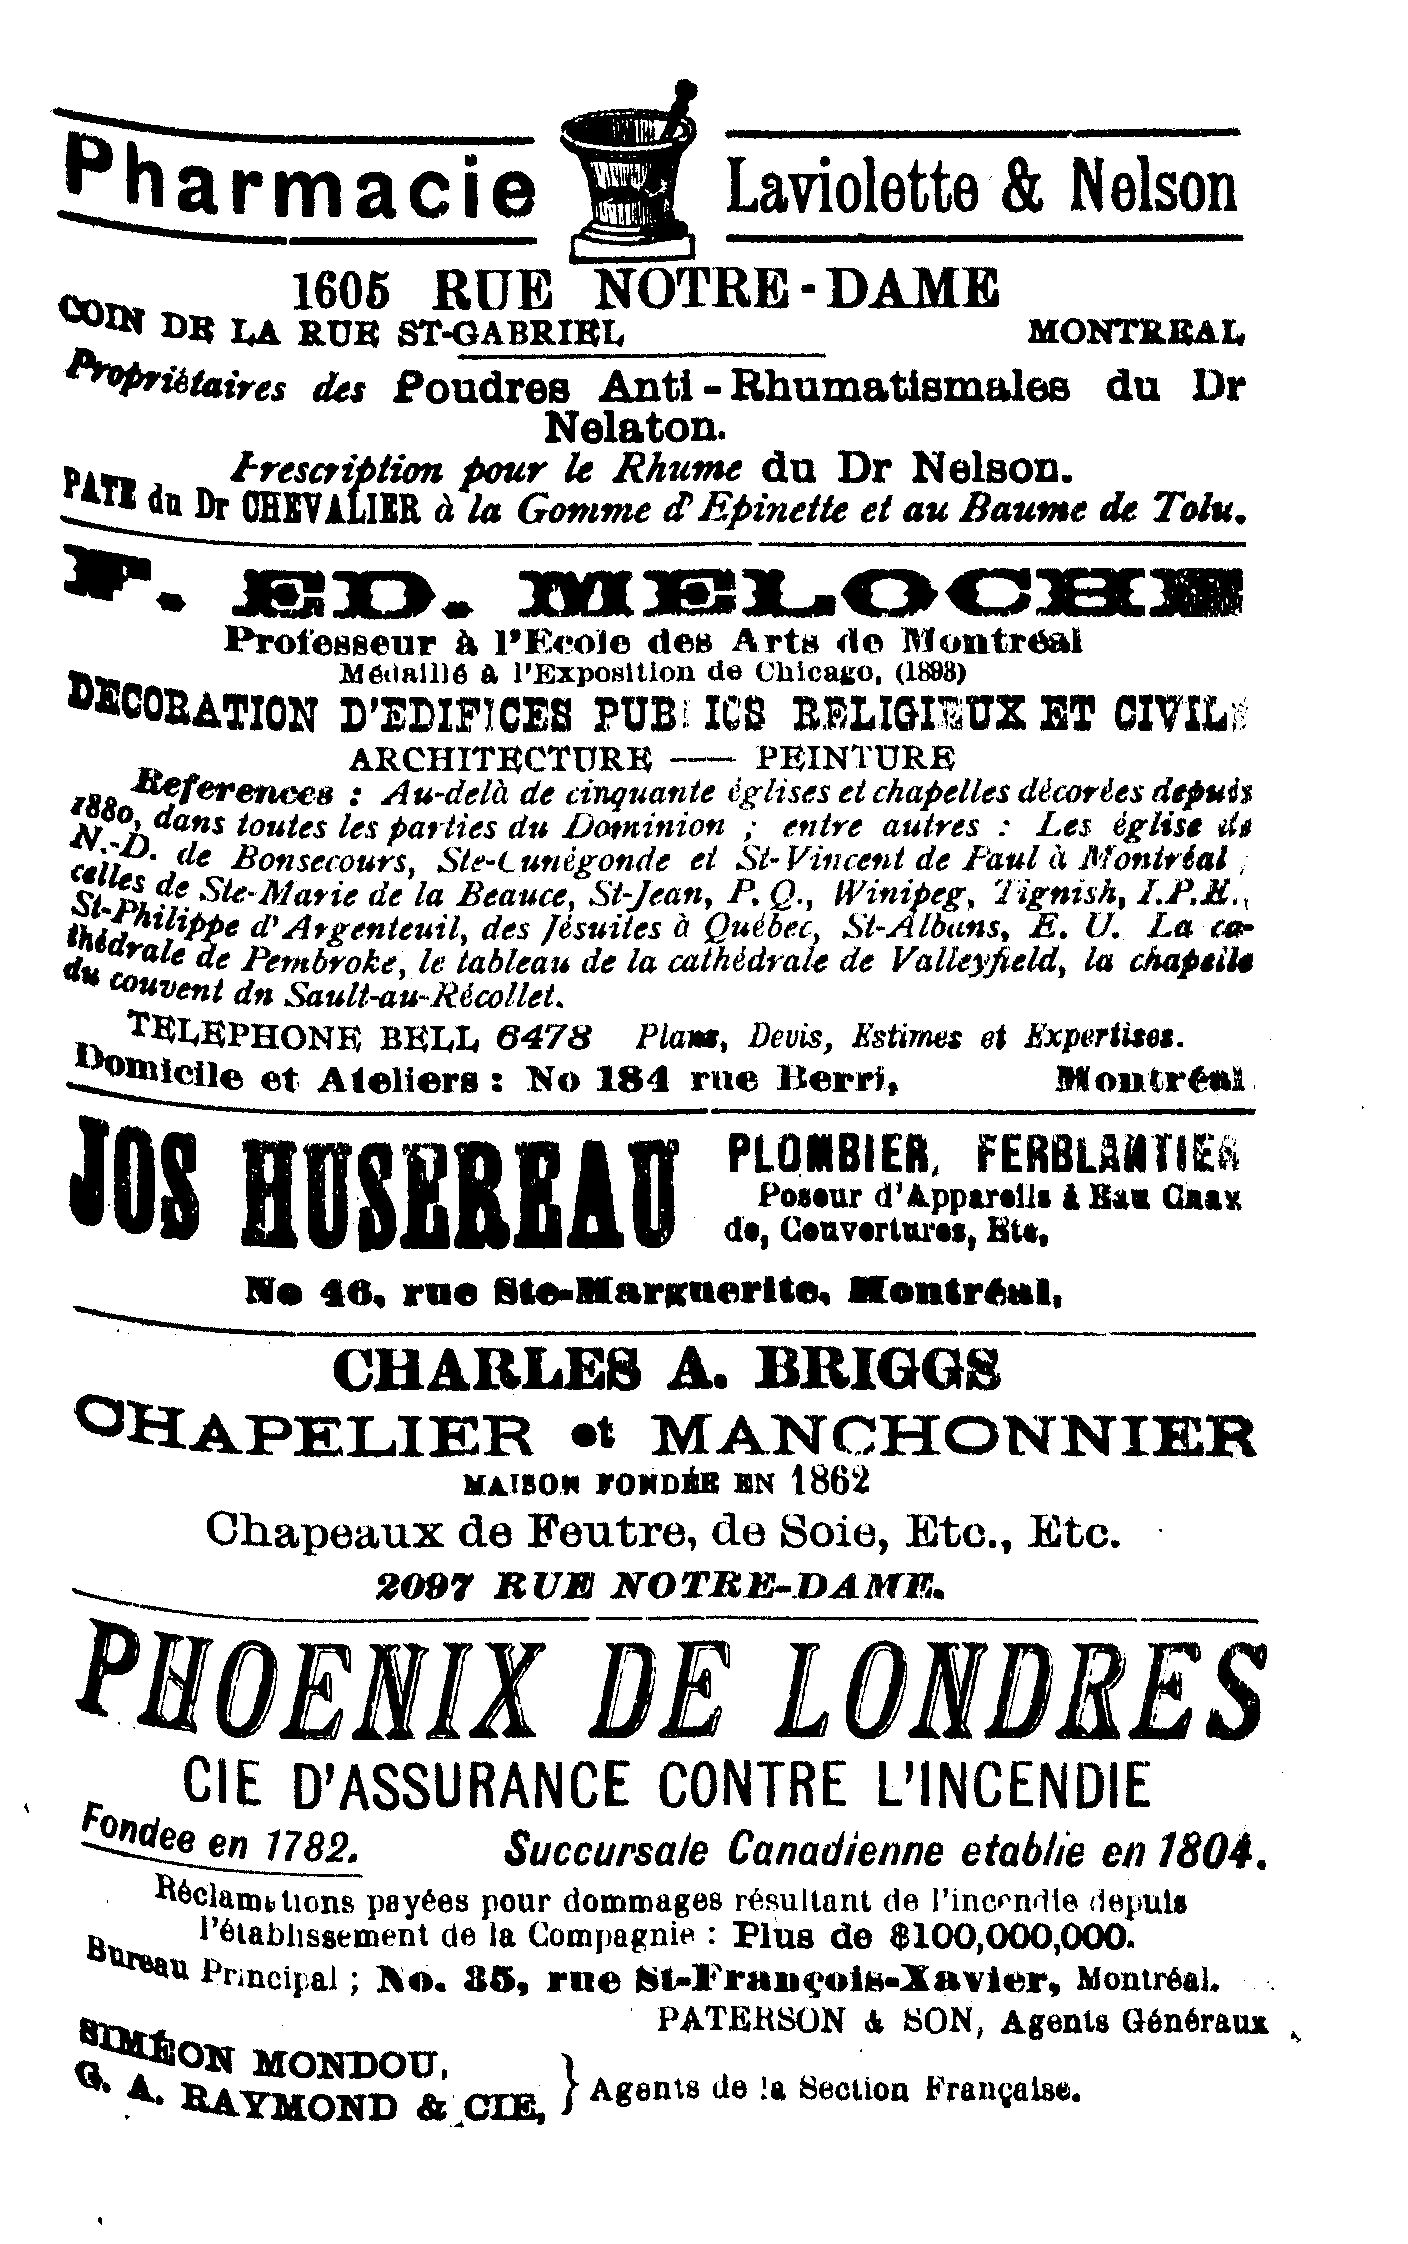 Pharmacie Laviolette & Nelson
1605 RUE NOTRE-DAME
COIN DE LA RUE ST-GABRIEL MONTREAL
Propriètaires des Poudres Anti-Rhumatismales du Dr
Nelaton.
Prescription pour le Rhume du Dr Nelson.
PATE du Dr CHEVALIER à la Gomme d'Epinette et au Baume de Tolu.
F. ED. MELOCHE
Professeur à l'Ecole des Arts de Montréal
Médaillé à l'Exposition de Chicago, (1893)
DECORATION D'EDIFICES PUBLICS RELIGIEUX ET CIVILS
ARCHITECTURE —— PEINTURE
References : Au-delà de cinquante églises et chapelles décorées depuis
1880, dans toutes les parties du Dominion ; entre autres : Les église de
N.-D. de Bonsecours, Ste-Cunégonde et St-Vincent de Paul à Montréal ;
celles de Ste-Marie de la Beauce, St-Jean, P. Q., Winipeg, Tignish, I.P.E.,
St-Philippe d'Argenteuil, des Jésuites à Québec, St-Albans, E. U. La ca-
thédrale de Pembroke, le tableau de la cathédrale de Valleyfield, la chapelle
du couvent dn Sault-au-Récollet.
TELEPHONE BELL 6478 Plans, Devis, Estimes et Expertises.
Domicile et Ateliers : No 184 rue Berri, Montréal.
JOS HUSEREAU PLOMBIER, FERBLANTIER
Poseur d'Appareils à Eau Chau
de, Couvertures, Etc,
No 46, rue Ste-Marguerite, Montréal,
CHARLES A. BRIGGS
CHAPELIER et MANCHONNIER
MAISON FONDÉE EN 1862
Chapeaux de Feutre, de Soie, Etc., Etc.
2097 RUE NOTRE-DAME.
PHOENIX DE LONDRES
CIE D'ASSURANCE CONTRE L'INCENDIE
Fondee en 1782. Succursale Canadienne etablie en 1804.
Réclamations payées pour dommages résultant de l'incendie depuis
l'établissement de la Compagnie : Plus de $100,000,000.
Bureau Principal ; No. 35, rue St-François-Xavier, Montréal.
PATERSON & SON, Agents Généraux
SIMÉON MONDOU,
G. A. RAYMOND & CIE, } Agents de la Section Française.